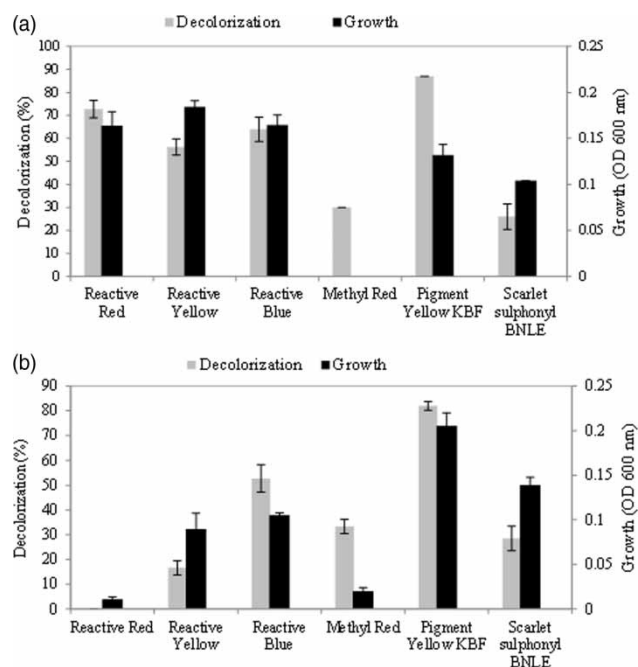 (a)
Decolorization Growth
100
90
80
70
60
50
40
30
20
10
0
Decolorization (%)
0.25
0.2
0.15
0.1
0.05
0
Growth (OD 600 nm)
Reactive Red
Reactive Yellow
Reactive Blue
Methyl Red
Pigment Yellow KBF
Scarlet sulphonyl BNLE
(b)
Decolorization Growth
90
80
70
60
50
40
30
20
10
0
Decolorization (%)
0.25
0.2
0.15
0.1
0.05
0
Growth (OD 600 nm)
Reactive Red
Reactive Yellow
Reactive Blue
Methyl Red
Pigment Yellow KBF
Scarlet sulphonyl BNLE